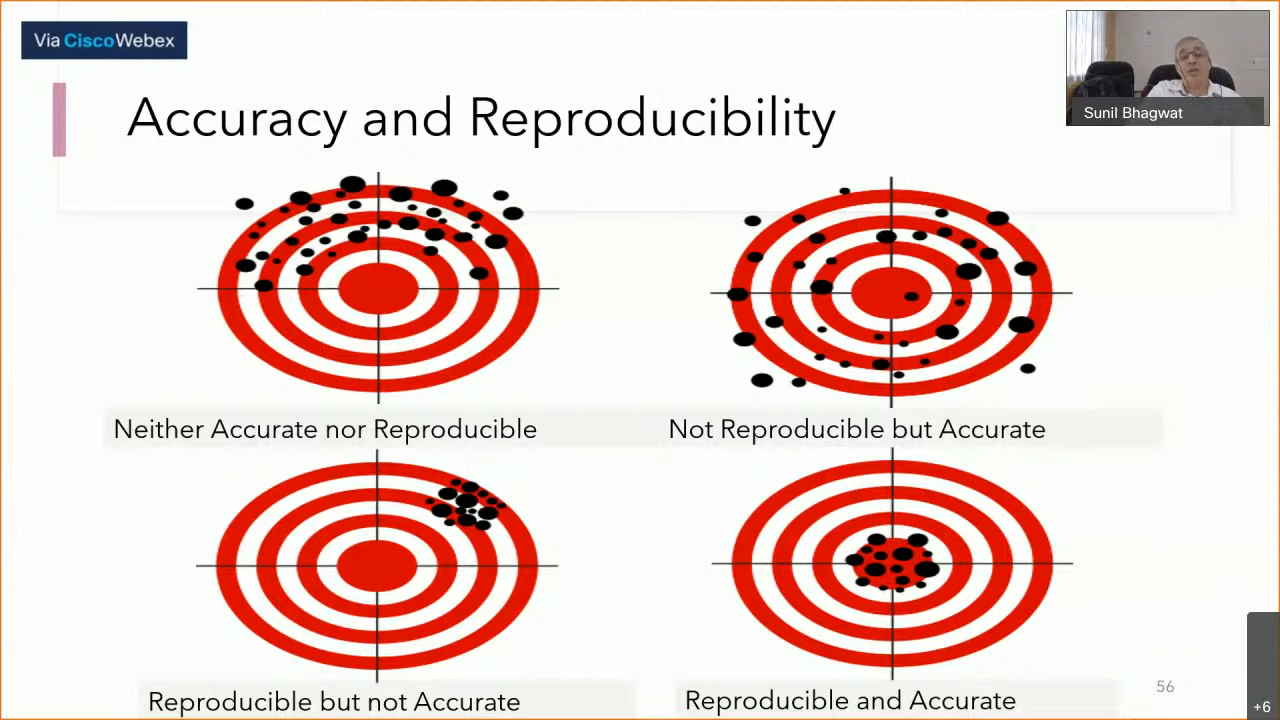 Via CiscoWebex
Sunil Bhagwat
Accuracy and Reproducibility
Neither Accurate nor Reproducible
Not Reproducible but Accurate
Reproducible but not Accurate
Reproducible and Accurate
56
+6